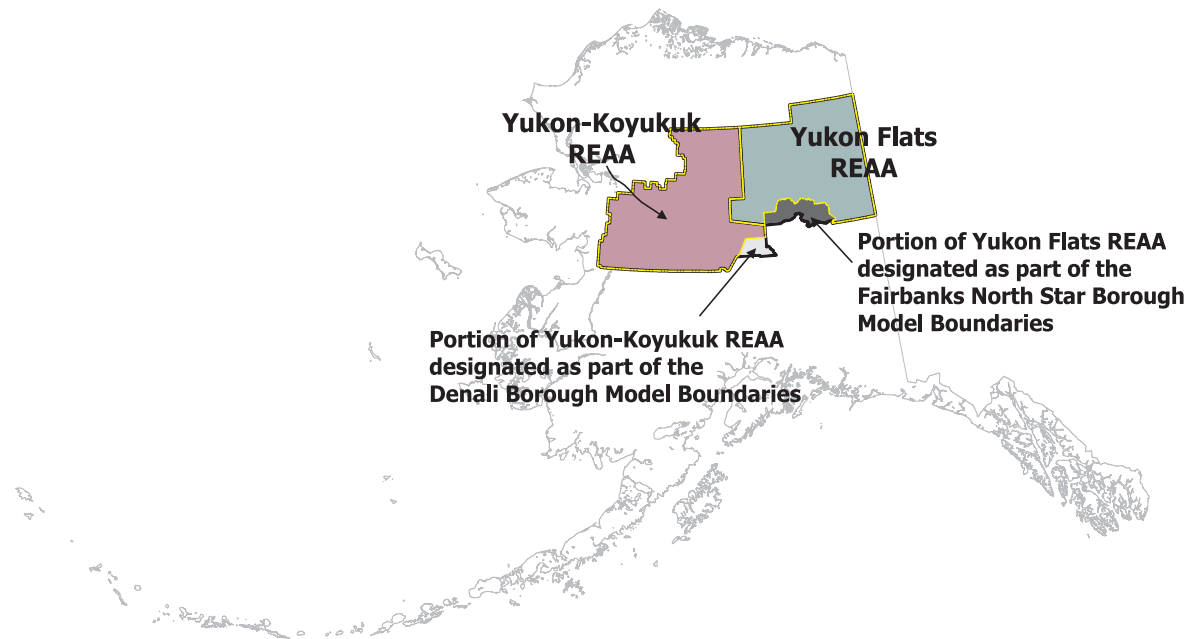 Yukon-Koyukuk
REAA
Yukon Flats
REAA
Portion of Yukon Flats REAA
designated as part of the
Fairbanks North Star Borough
Model Boundaries
Portion of Yukon-Koyukuk REAA
designated as part of the
Denali Borough Model Boundaries